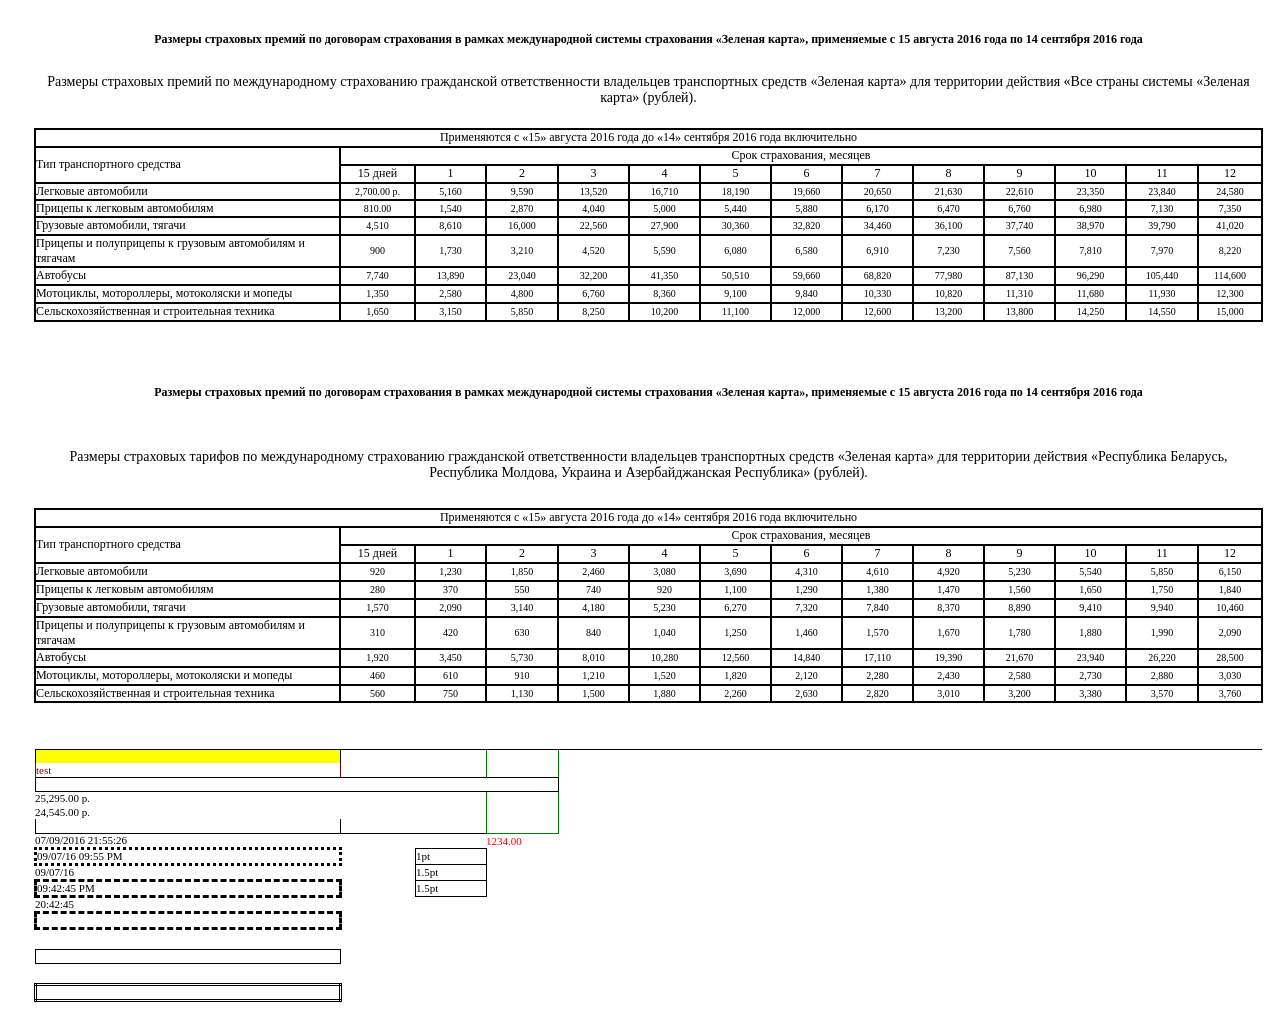 Размеры страховых премий по договорам страхования в рамках международной системы страхования «Зеленая карта», применяемые с 15 августа 2016 года по 14 сентября 2016 года
Размеры страховых премий по международному страхованию гражданской ответственности владельцев транспортных средств «Зеленая карта» для территории действия «Все страны системы «Зеленая
карта» (рублей).
Применяются с «15» августа 2016 года до «14» сентября 2016 года включительно
Тип транспортного средства
Срок страхования, месяцев
15 дней 1 2 3 4 5 6 7 8 9 10 11 12
Легковые автомобили 2,700.00 р. 5,160 9,590 13,520 16,710 18,190 19,660 20,650 21,630 22,610 23,350 23,840 24,580
Прицепы к легковым автомобилям 810.00 1,540 2,870 4,040 5,000 5,440 5,880 6,170 6,470 6,760 6,980 7,130 7,350
Грузовые автомобили, тягачи 4,510 8,610 16,000 22,560 27,900 30,360 32,820 34,460 36,100 37,740 38,970 39,790 41,020
Прицепы и полуприцепы к грузовым автомобилям и
тягачам 900 1,730 3,210 4,520 5,590 6,080 6,580 6,910 7,230 7,560 7,810 7,970 8,220
Автобусы 7,740 13,890 23,040 32,200 41,350 50,510 59,660 68,820 77,980 87,130 96,290 105,440 114,600
Мотоциклы, мотороллеры, мотоколяски и мопеды 1,350 2,580 4,800 6,760 8,360 9,100 9,840 10,330 10,820 11,310 11,680 11,930 12,300
Сельскохозяйственная и строительная техника 1,650 3,150 5,850 8,250 10,200 11,100 12,000 12,600 13,200 13,800 14,250 14,550 15,000
Размеры страховых премий по договорам страхования в рамках международной системы страхования «Зеленая карта», применяемые с 15 августа 2016 года по 14 сентября 2016 года
Размеры страховых тарифов по международному страхованию гражданской ответственности владельцев транспортных средств «Зеленая карта» для территории действия «Республика Беларусь,
Республика Молдова, Украина и Азербайджанская Республика» (рублей).
Применяются с «15» августа 2016 года до «14» сентября 2016 года включительно
Тип транспортного средства
Срок страхования, месяцев
15 дней 1 2 3 4 5 6 7 8 9 10 11 12
Легковые автомобили 920 1,230 1,850 2,460 3,080 3,690 4,310 4,610 4,920 5,230 5,540 5,850 6,150
Прицепы к легковым автомобилям 280 370 550 740 920 1,100 1,290 1,380 1,470 1,560 1,650 1,750 1,840
Грузовые автомобили, тягачи 1,570 2,090 3,140 4,180 5,230 6,270 7,320 7,840 8,370 8,890 9,410 9,940 10,460
Прицепы и полуприцепы к грузовым автомобилям и
тягачам 310 420 630 840 1,040 1,250 1,460 1,570 1,670 1,780 1,880 1,990 2,090
Автобусы 1,920 3,450 5,730 8,010 10,280 12,560 14,840 17,110 19,390 21,670 23,940 26,220 28,500
Мотоциклы, мотороллеры, мотоколяски и мопеды 460 610 910 1,210 1,520 1,820 2,120 2,280 2,430 2,580 2,730 2,880 3,030
Сельскохозяйственная и строительная техника 560 750 1,130 1,500 1,880 2,260 2,630 2,820 3,010 3,200 3,380 3,570 3,760
test
25,295.00 р.
24,545.00 р.
07/09/2016 21:55:26 1234.00
09/07/16 09:55 PM 1pt
09/07/16 1.5pt
09:42:45 PM 1.5pt
20:42:45